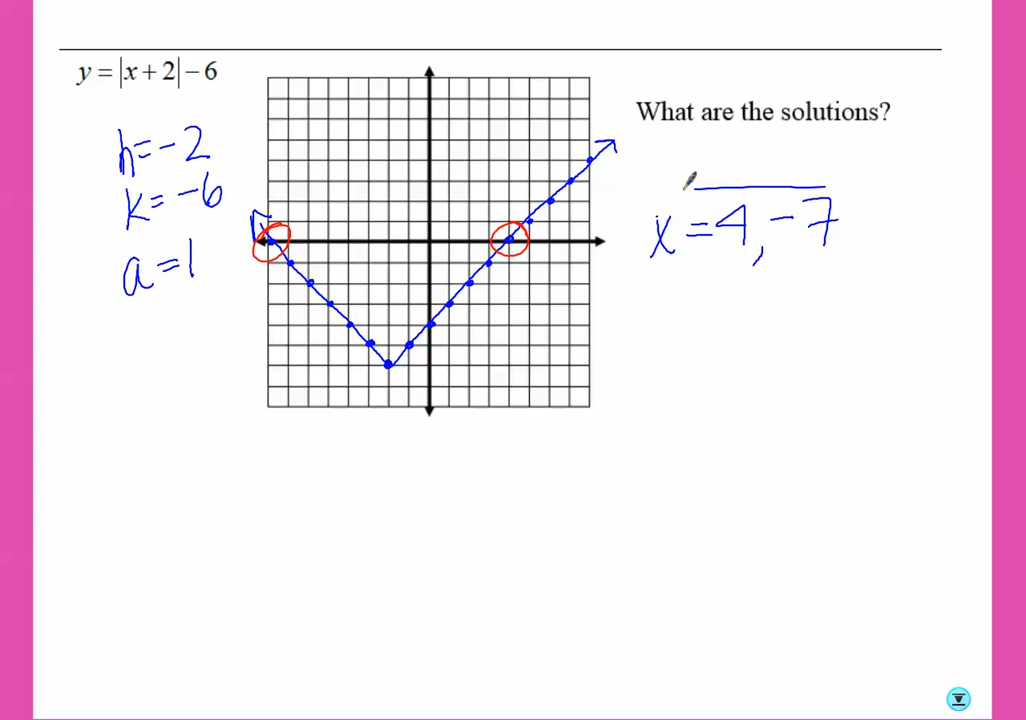 y = |x + 2| − 6
What are the solutions?
h = -2
k = -6
a = 1
x = 4, -7